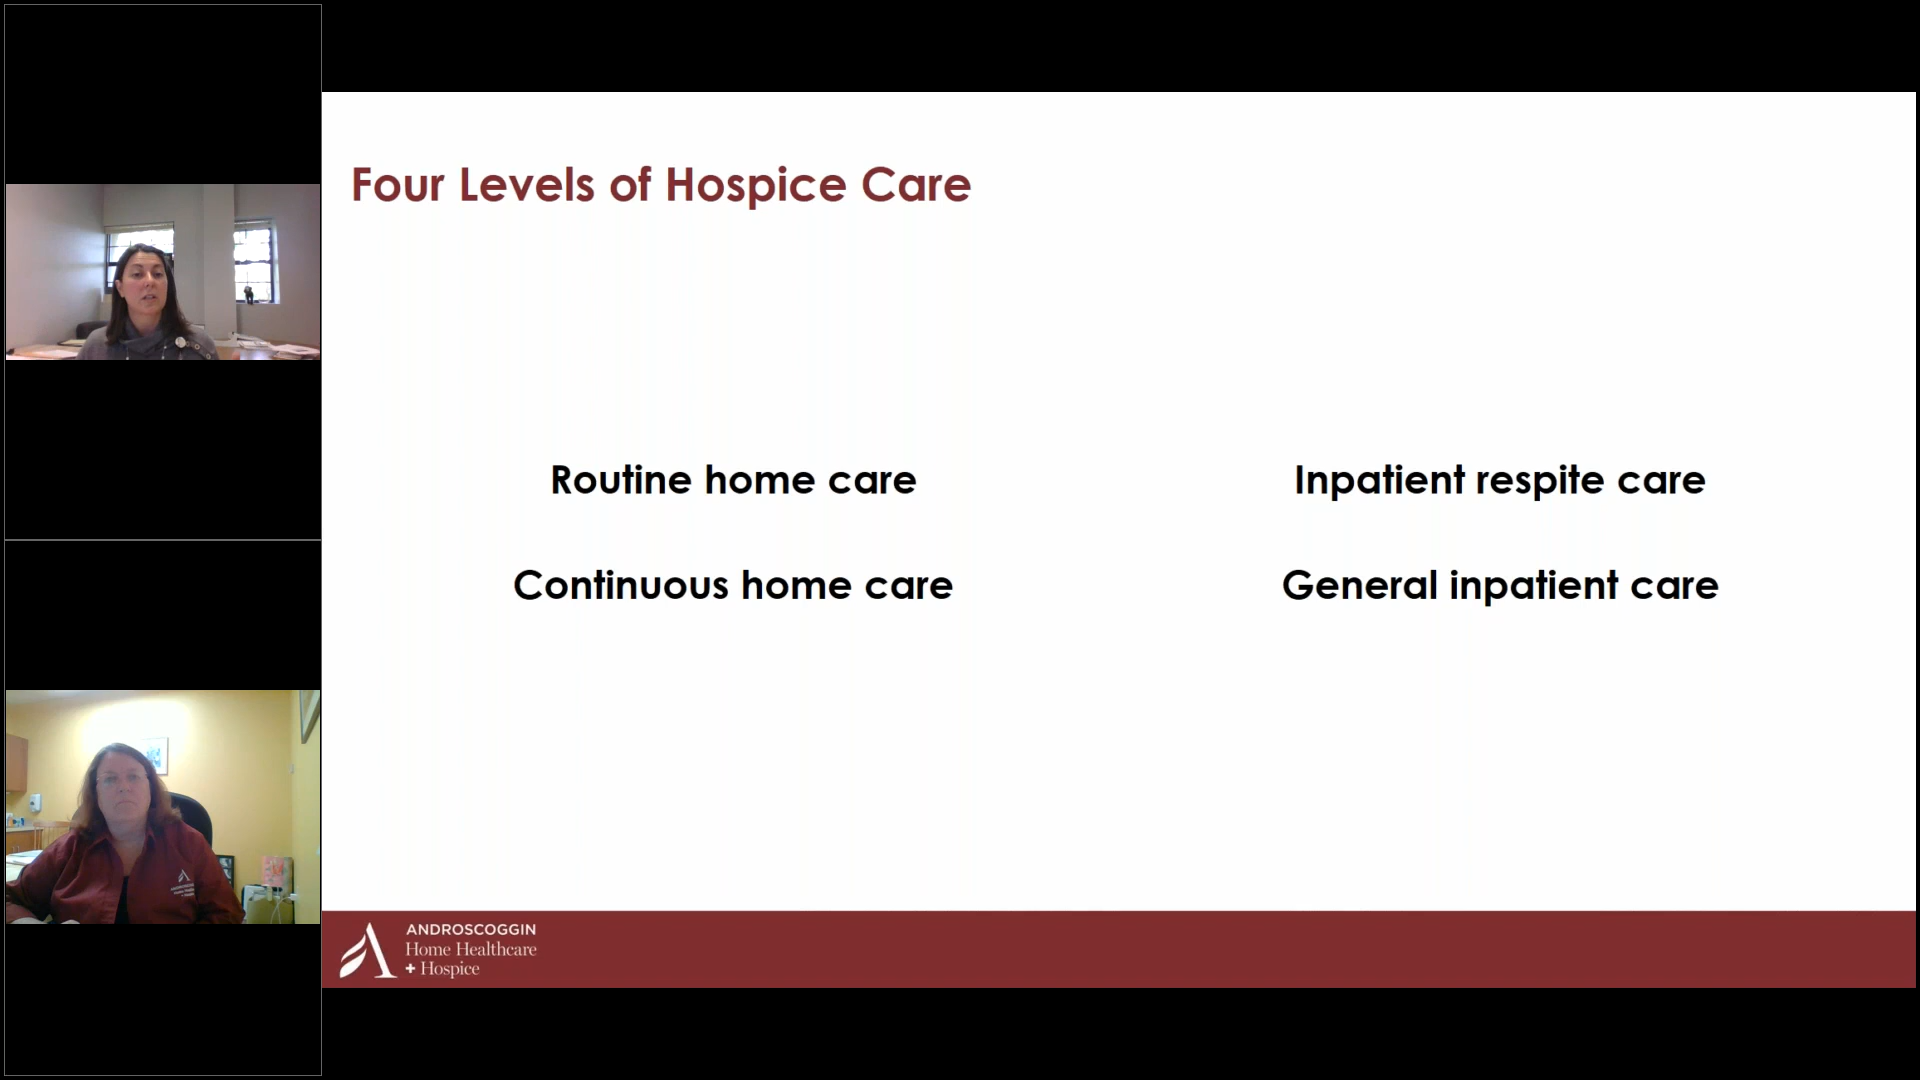 Four Levels of Hospice Care
Routine home care
Inpatient respite care
Continuous home care
General inpatient care
ANDROSCOGGIN
Home Healthcare
+ Hospice